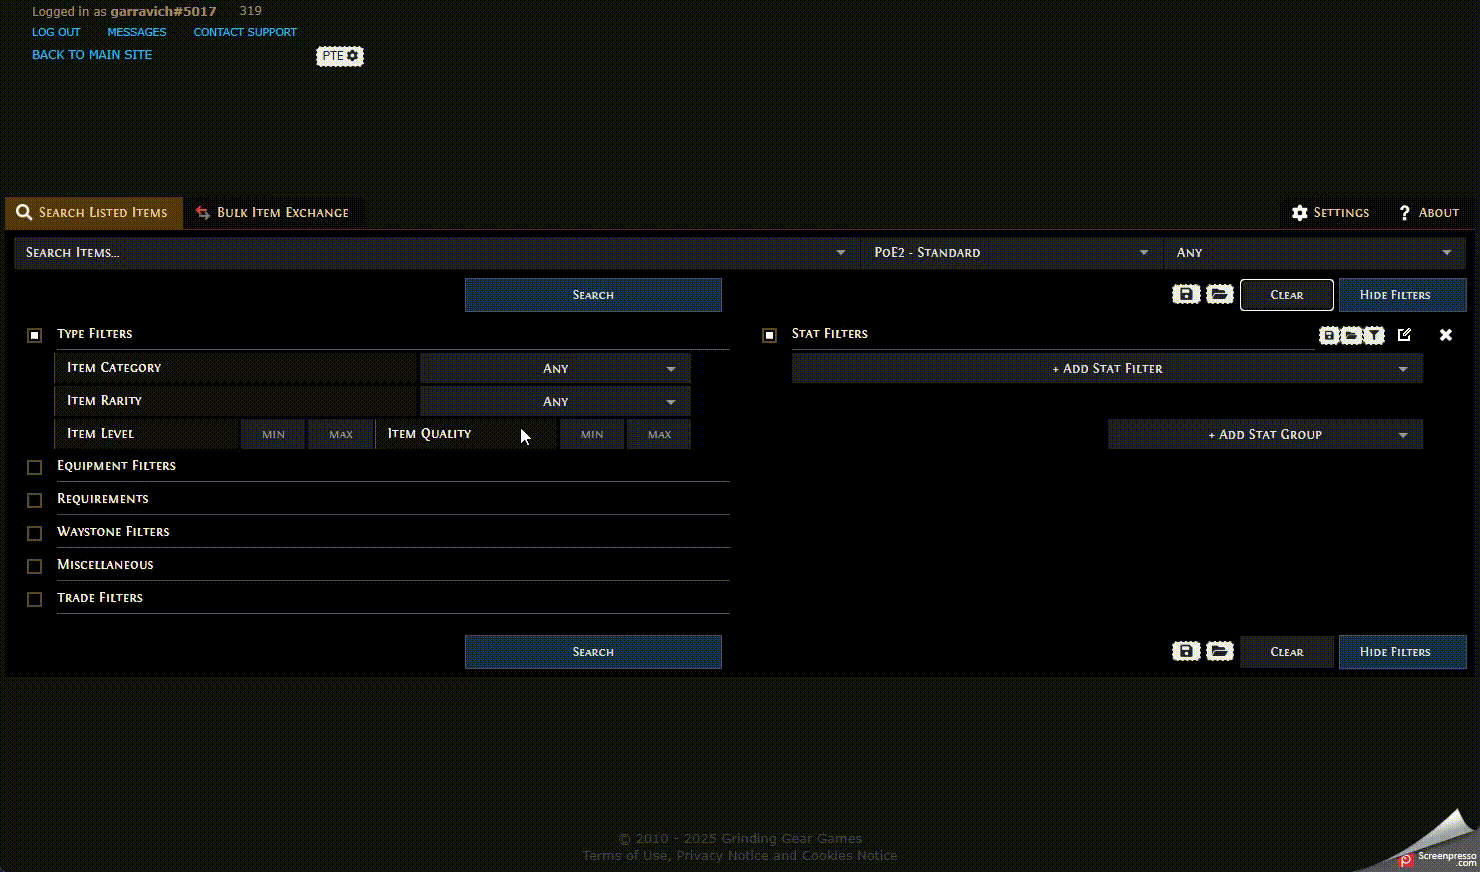 Logged in as garravich#5017 319
LOG OUT MESSAGES CONTACT SUPPORT
BACK TO MAIN SITE PTE
Search Listed Items Bulk Item Exchange Settings ? About
Search Items... PoE2 - Standard Any
Search Clear Hide Filters
Type Filters Stat Filters
Item Category Any + Add Stat Filter
Item Rarity Any
Item Level MIN MAX Item Quality MIN MAX + Add Stat Group
Equipment Filters
Requirements
Waystone Filters
Miscellaneous
Trade Filters
Search Clear Hide Filters
© 2010 - 2025 Grinding Gear Games
Terms of Use, Privacy Notice and Cookies Notice
Screenpresso
.com